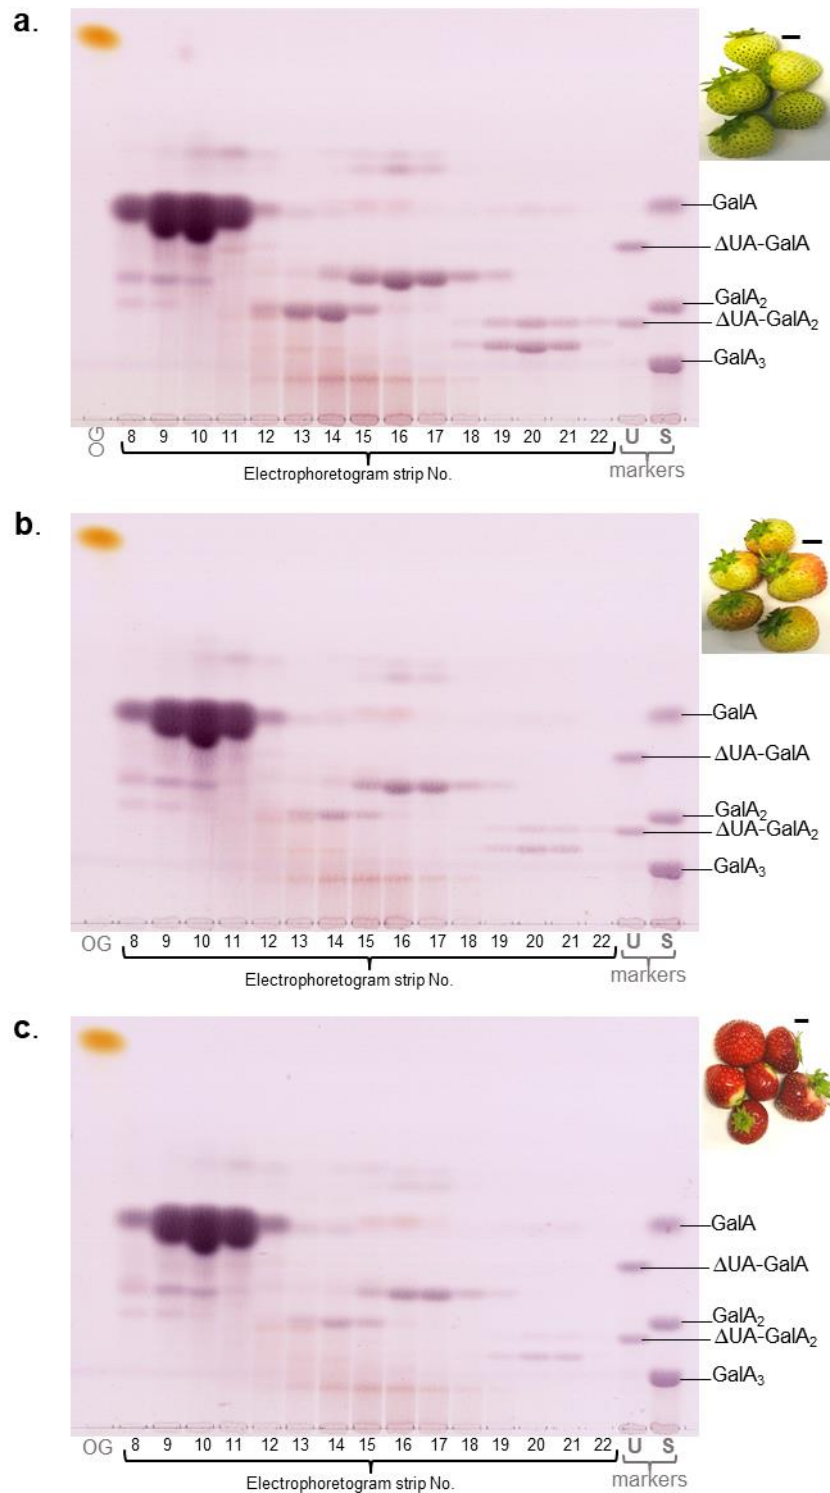 a.
GalA
ΔUA-GalA
GalA₂
ΔUA-GalA₂
GalA₃
OG 8 9 10 11 12 13 14 15 16 17 18 19 20 21 22 U S
Electrophoretogram strip No.
markers
b.
GalA
ΔUA-GalA
GalA₂
ΔUA-GalA₂
GalA₃
OG 8 9 10 11 12 13 14 15 16 17 18 19 20 21 22 U S
Electrophoretogram strip No.
markers
c.
GalA
ΔUA-GalA
GalA₂
ΔUA-GalA₂
GalA₃
OG 8 9 10 11 12 13 14 15 16 17 18 19 20 21 22 U S
Electrophoretogram strip No.
markers